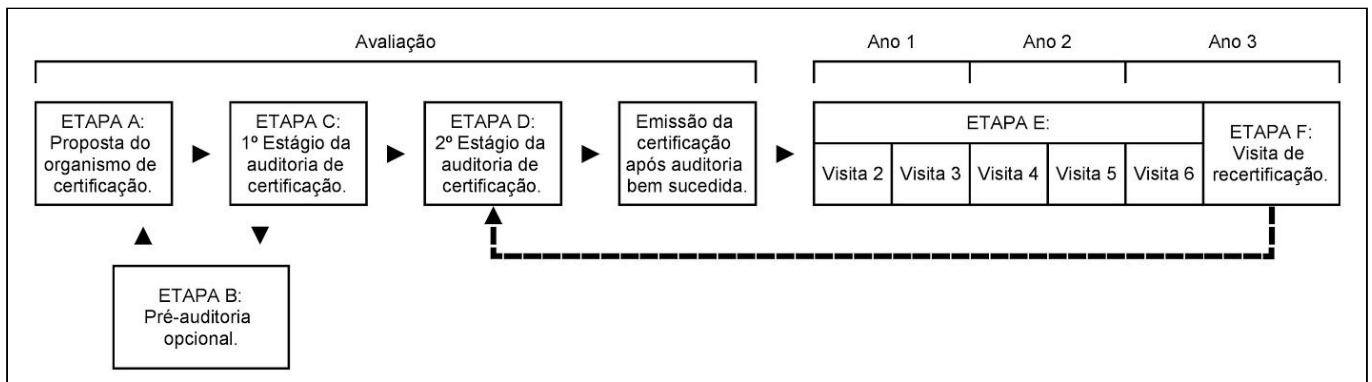 Avaliação
Ano 1
Ano 2
Ano 3
ETAPA A:
Proposta do
organismo de
certificação.
ETAPA C:
1º Estágio da
auditoria de
certificação.
ETAPA D:
2º Estágio da
auditoria de
certificação.
Emissão da
certificação
após auditoria
bem sucedida.
ETAPA E:
Visita 2
Visita 3
Visita 4
Visita 5
Visita 6
ETAPA F:
Visita de
recertificação.
ETAPA B:
Pré-auditoria
opcional.